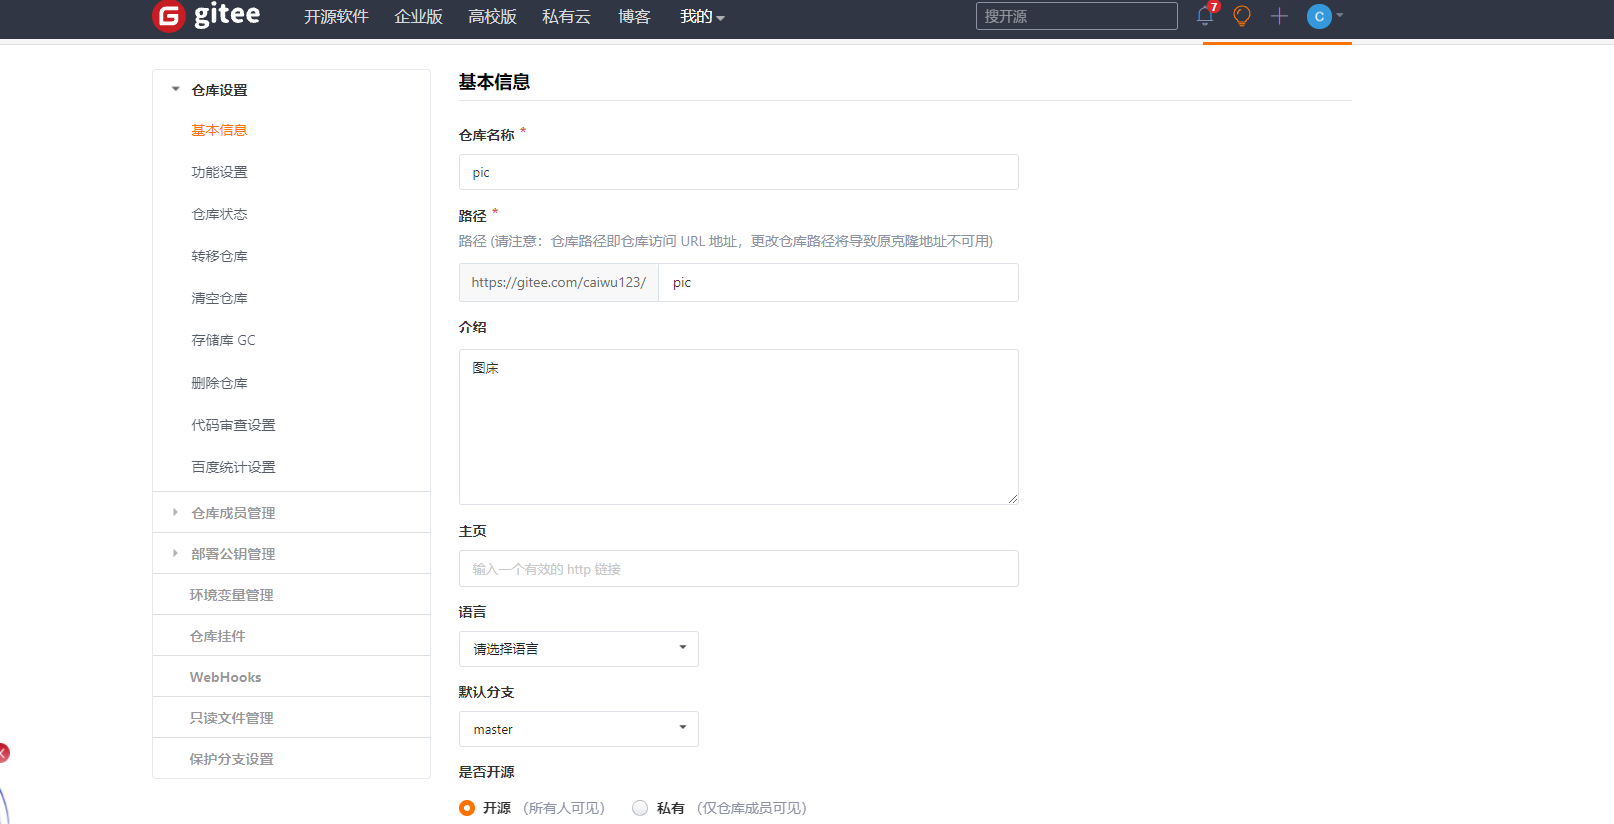 gitee 开源软件 企业版 高校版 私有云 博客 我的 搜开源 7 C
仓库设置
基本信息
功能设置
仓库状态
转移仓库
清空仓库
存储库 GC
删除仓库
代码审查设置
百度统计设置
仓库成员管理
部署公钥管理
环境变量管理
仓库挂件
WebHooks
只读文件管理
保护分支设置
基本信息
仓库名称 *
pic
路径 *
路径 (请注意：仓库路径即仓库访问 URL 地址，更改仓库路径将导致原克隆地址不可用)
https://gitee.com/caiwu123/ pic
介绍
图床
主页
输入一个有效的 http 链接
语言
请选择语言
默认分支
master
是否开源
开源 （所有人可见） 私有 （仅仓库成员可见）